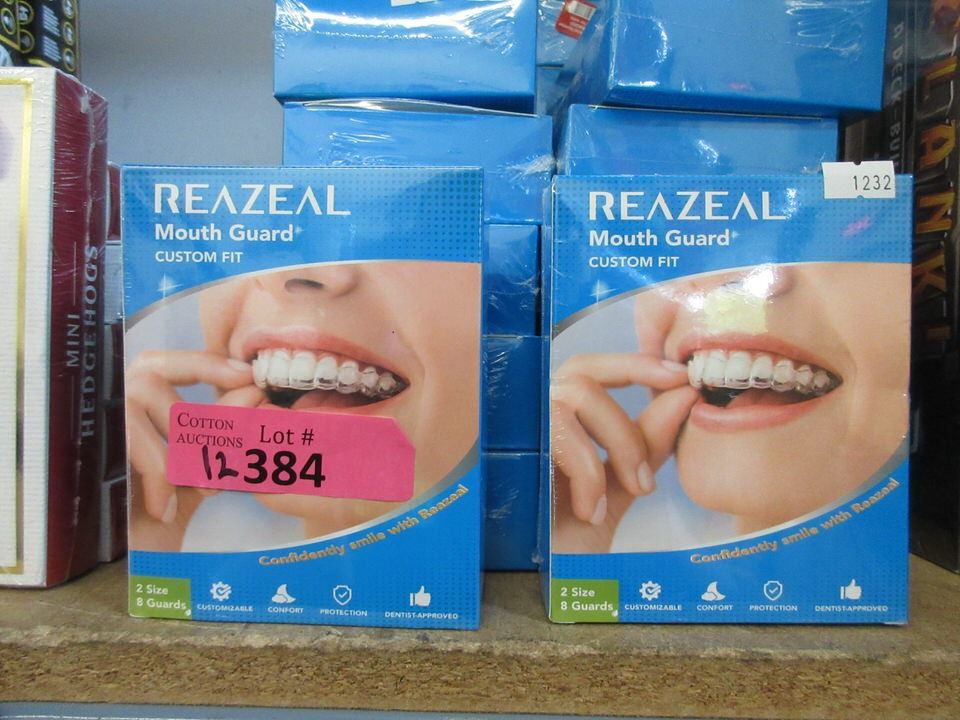 REAZEAL
Mouth Guard
CUSTOM FIT
COTTON
AUCTIONS
Lot #
12 384
Confidently smile with Reazeal
2 Size
8 Guards
CUSTOMIZABLE
CONFORT
PROTECTION
DENTIST-APPROVED
1232
REAZEAL
Mouth Guard
CUSTOM FIT
Confidently smile with Reazeal
2 Size
8 Guards
CUSTOMIZABLE
CONFORT
PROTECTION
DENTIST-APPROVED
MINI
HEDGEHOGS